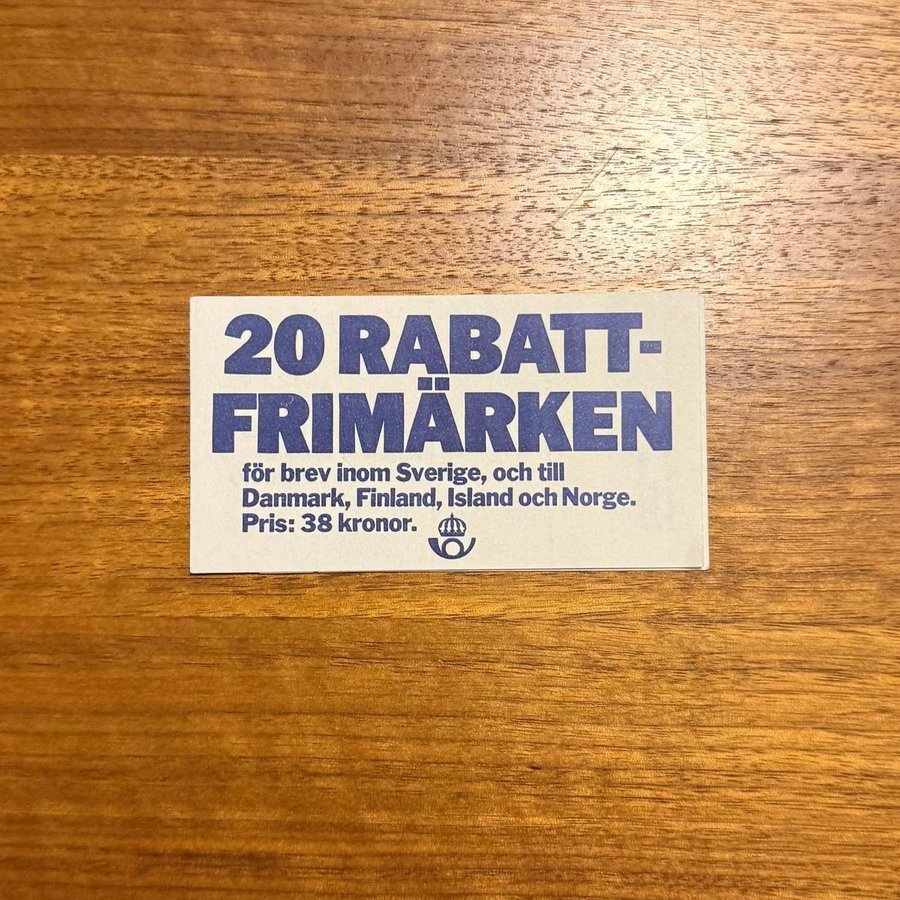 20 RABATT-
FRIMÄRKEN
för brev inom Sverige, och till
Danmark, Finland, Island och Norge.
Pris: 38 kronor.